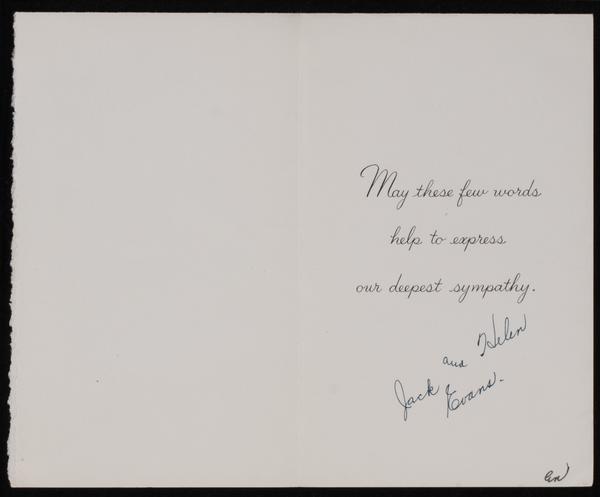 May these few words
help to express
our deepest sympathy.
Jack and Helen
Evans.